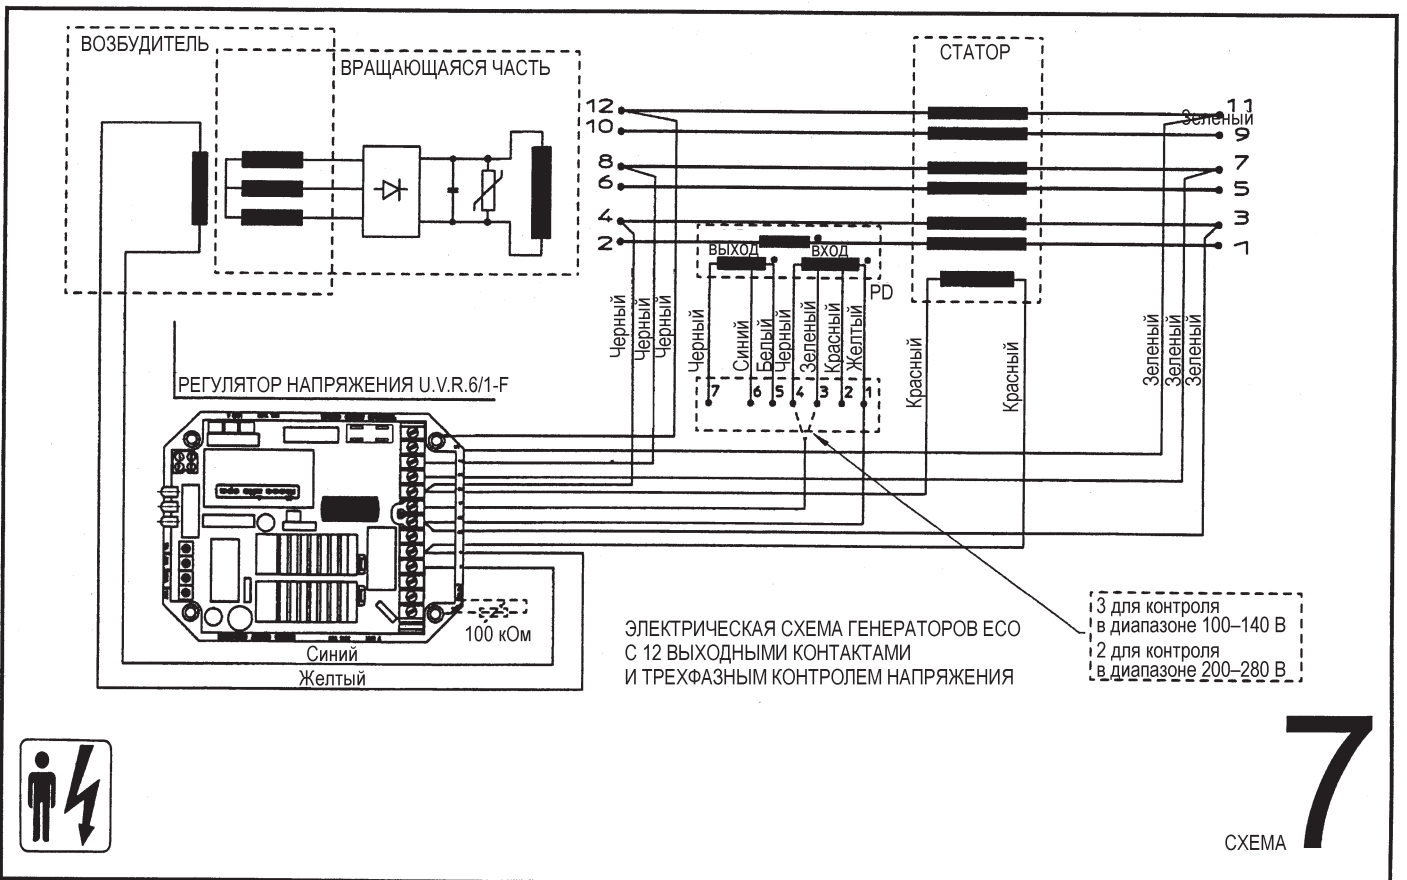 ВОЗБУДИТЕЛЬ
ВРАЩАЮЩАЯСЯ ЧАСТЬ
СТАТОР
12
10
8
6
4
2
11
Зеленый
9
7
5
3
1
ВЫХОД
ВХОД
PD
Черный
Черный
Черный
Черный
Синий
Белый
Черный
Зеленый
Красный
Желтый
Красный
Красный
Зеленый
Зеленый
Зеленый
7 6 5 4 3 2 1
РЕГУЛЯТОР НАПРЯЖЕНИЯ U.V.R.6/1-F
100 кОм
Синий
Желтый
ЭЛЕКТРИЧЕСКАЯ СХЕМА ГЕНЕРАТОРОВ ECO
С 12 ВЫХОДНЫМИ КОНТАКТАМИ
И ТРЕХФАЗНЫМ КОНТРОЛЕМ НАПРЯЖЕНИЯ
3 для контроля
в диапазоне 100–140 В
2 для контроля
в диапазоне 200–280 В
СХЕМА 7